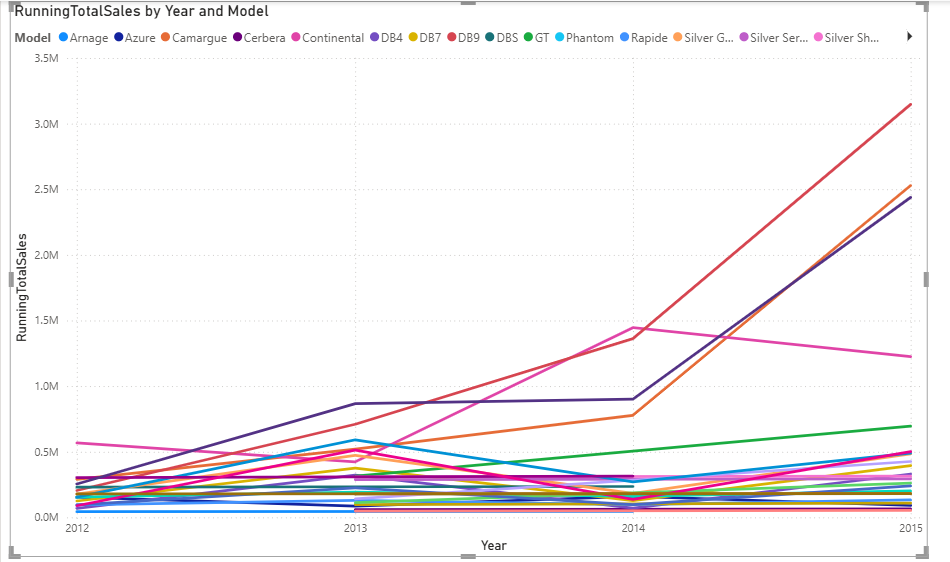 RunningTotalSales by Year and Model
Model Arnage Azure Camargue Cerbera Continental DB4 DB7 DB9 DBS GT Phantom Rapide Silver G... Silver Ser... Silver Sh...
3.5M
3.0M
2.5M
2.0M
1.5M
1.0M
0.5M
0.0M
RunningTotalSales
2012 2013 2014 2015
Year